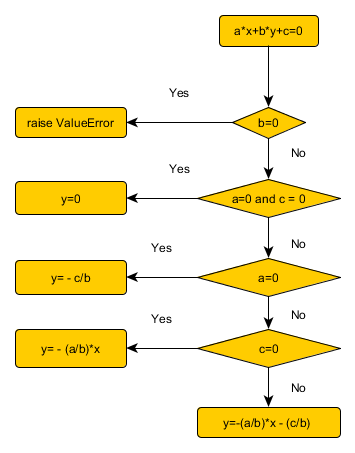 a*x+b*y+c=0
Yes
raise ValueError
b=0
No
Yes
y=0
a=0 and c = 0
No
Yes
y= - c/b
a=0
No
Yes
y= - (a/b)*x
c=0
No
y=-(a/b)*x - (c/b)